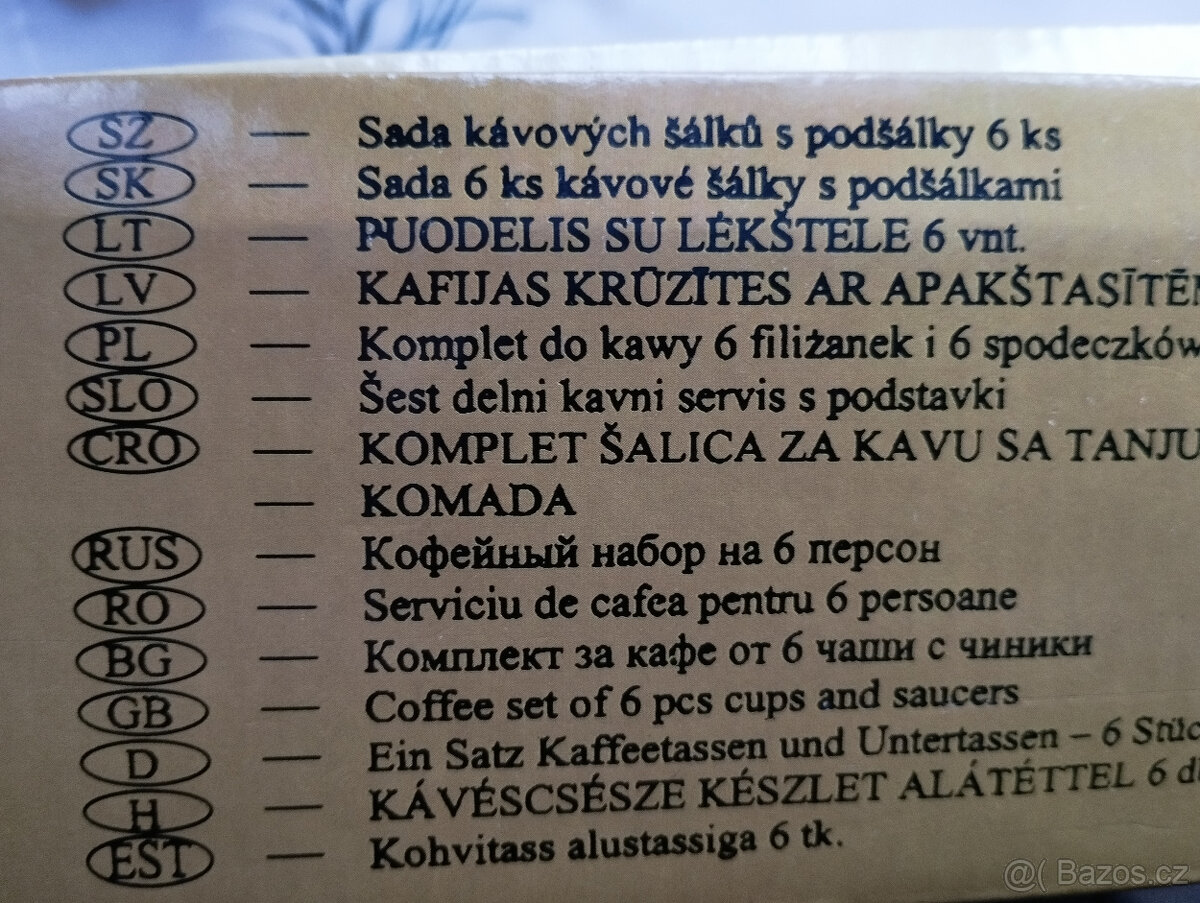 SZ — Sada kávových šálků s podšálky 6 ks
SK — Sada 6 ks kávové šálky s podšálkami
LT — PUODELIS SU LĖKŠTELE 6 vnt.
LV — KAFIJAS KRŪZĪTES AR APAKŠTASĪTĒM
PL — Komplet do kawy 6 filiżanek i 6 spodeczków
SLO — Šest delni kavni servis s podstavki
CRO — KOMPLET ŠALICA ZA KAVU SA TANJU
— KOMADA
RUS — Кофейный набор на 6 персон
RO — Serviciu de cafea pentru 6 persoane
BG — Комплект за кафе от 6 чаши с чиники
GB — Coffee set of 6 pcs cups and saucers
D — Ein Satz Kaffeetassen und Untertassen – 6 Stüc
H — KÁVÉSCSÉSZE KÉSZLET ALÁTÉTTEL 6 d
EST — Kohvitass alustassiga 6 tk.
@( Bazos.cz